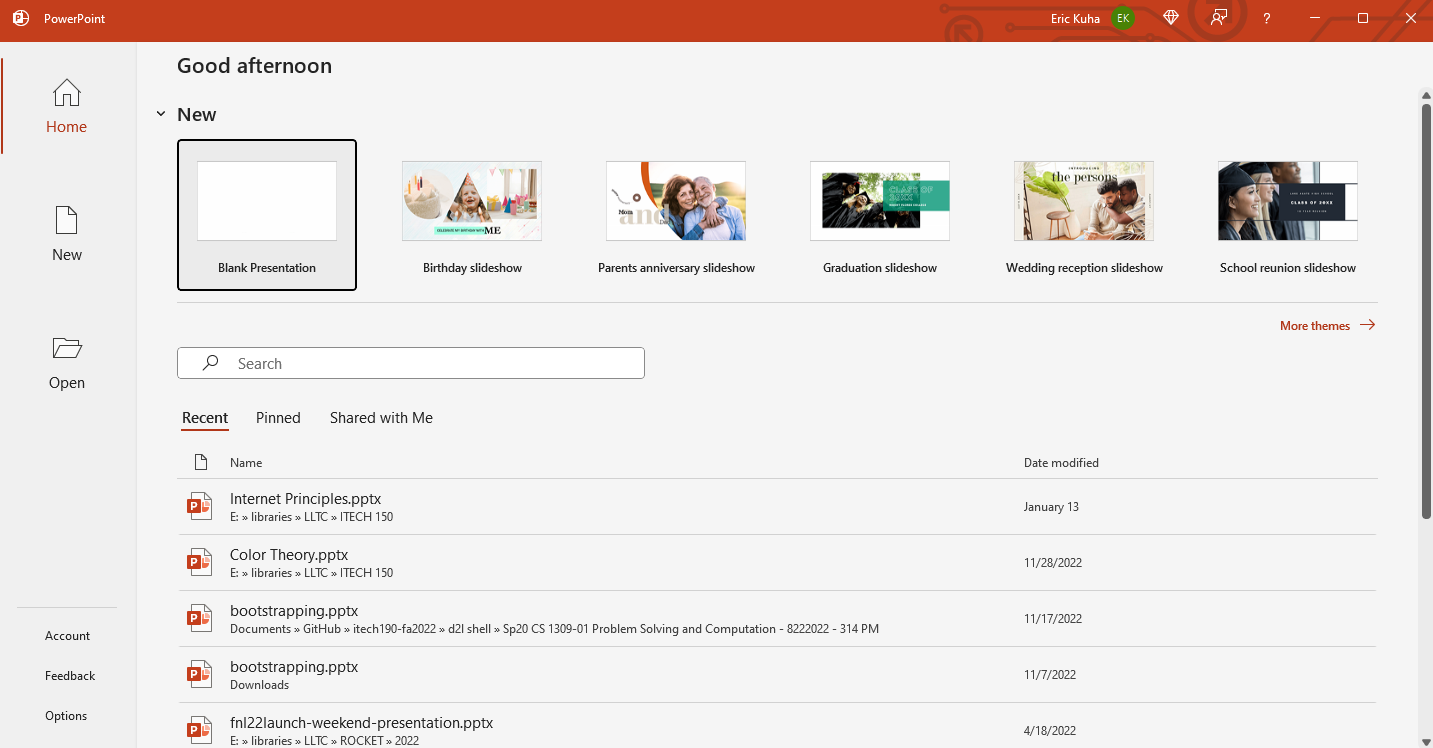 PowerPoint
Eric Kuha
EK
?
Good afternoon
Home
New
Open
Account
Feedback
Options
New
Blank Presentation
CELEBRATE MY BIRTHDAY WITH ME
Birthday slideshow
Mom
and
Dad
Parents anniversary slideshow
CLASS OF
20XX
Graduation slideshow
INTRODUCING
the persons
Wedding reception slideshow
CLASS OF 20XX
School reunion slideshow
More themes
Search
Recent Pinned Shared with Me
Name Date modified
Internet Principles.pptx
E: » libraries » LLTC » ITECH 150
January 13
Color Theory.pptx
E: » libraries » LLTC » ITECH 150
11/28/2022
bootstrapping.pptx
Documents » GitHub » itech190-fa2022 » d2l shell » Sp20 CS 1309-01 Problem Solving and Computation - 8222022 - 314 PM
11/17/2022
bootstrapping.pptx
Downloads
11/7/2022
fnl22launch-weekend-presentation.pptx
E: » libraries » LLTC » ROCKET » 2022
4/18/2022